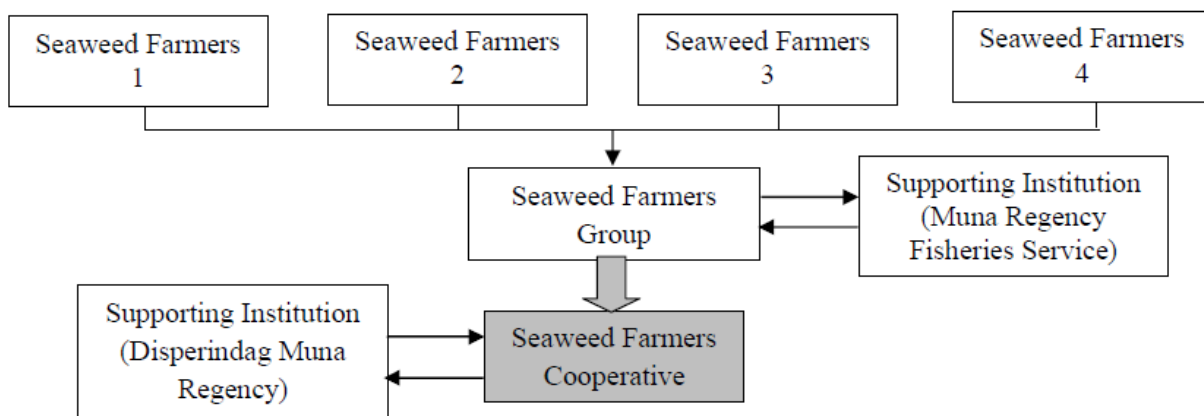 Seaweed Farmers
1
Seaweed Farmers
2
Seaweed Farmers
3
Seaweed Farmers
4
Seaweed Farmers
Group
Supporting Institution
(Muna Regency
Fisheries Service)
Supporting Institution
(Disperindag Muna
Regency)
Seaweed Farmers
Cooperative